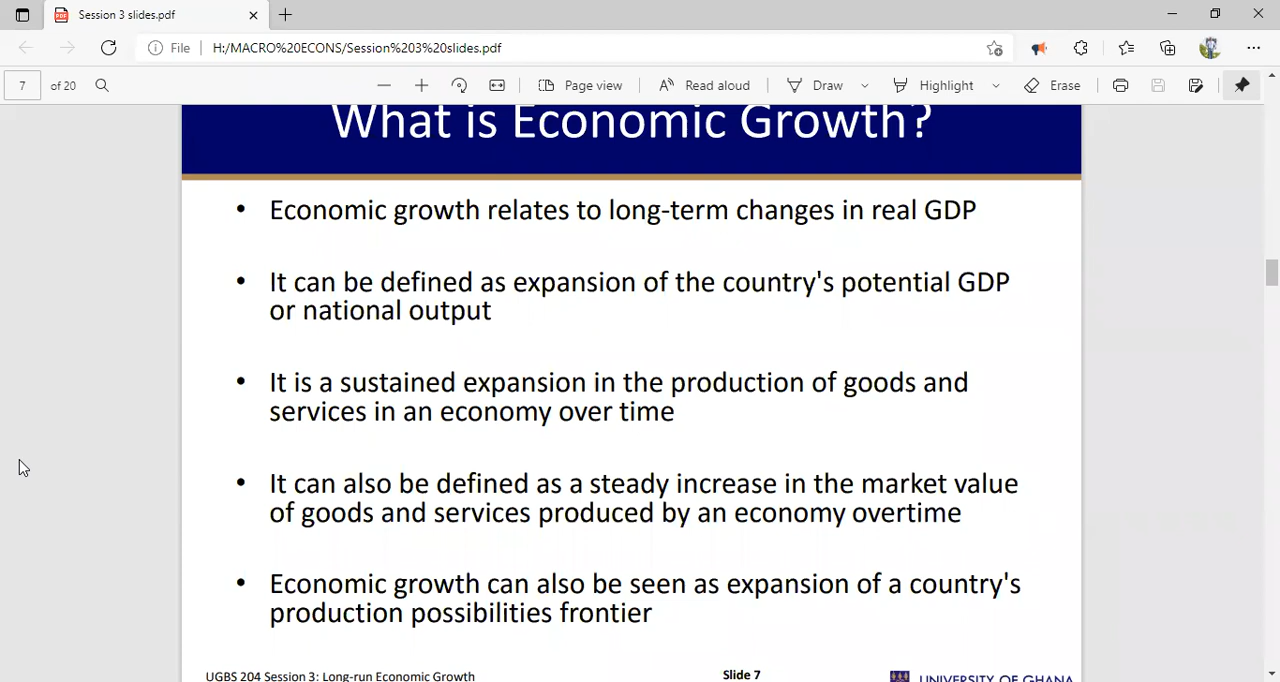 Session 3 slides.pdf
File H:/MACRO%20ECONS/Session%203%20slides.pdf
7 of 20 Page view Read aloud Draw Highlight Erase
What is Economic Growth?
• Economic growth relates to long-term changes in real GDP
• It can be defined as expansion of the country's potential GDP
or national output
• It is a sustained expansion in the production of goods and
services in an economy over time
• It can also be defined as a steady increase in the market value
of goods and services produced by an economy overtime
• Economic growth can also be seen as expansion of a country's
production possibilities frontier
UGBS 204 Session 3: Long-run Economic Growth Slide 7 UNIVERSITY OF GHANA